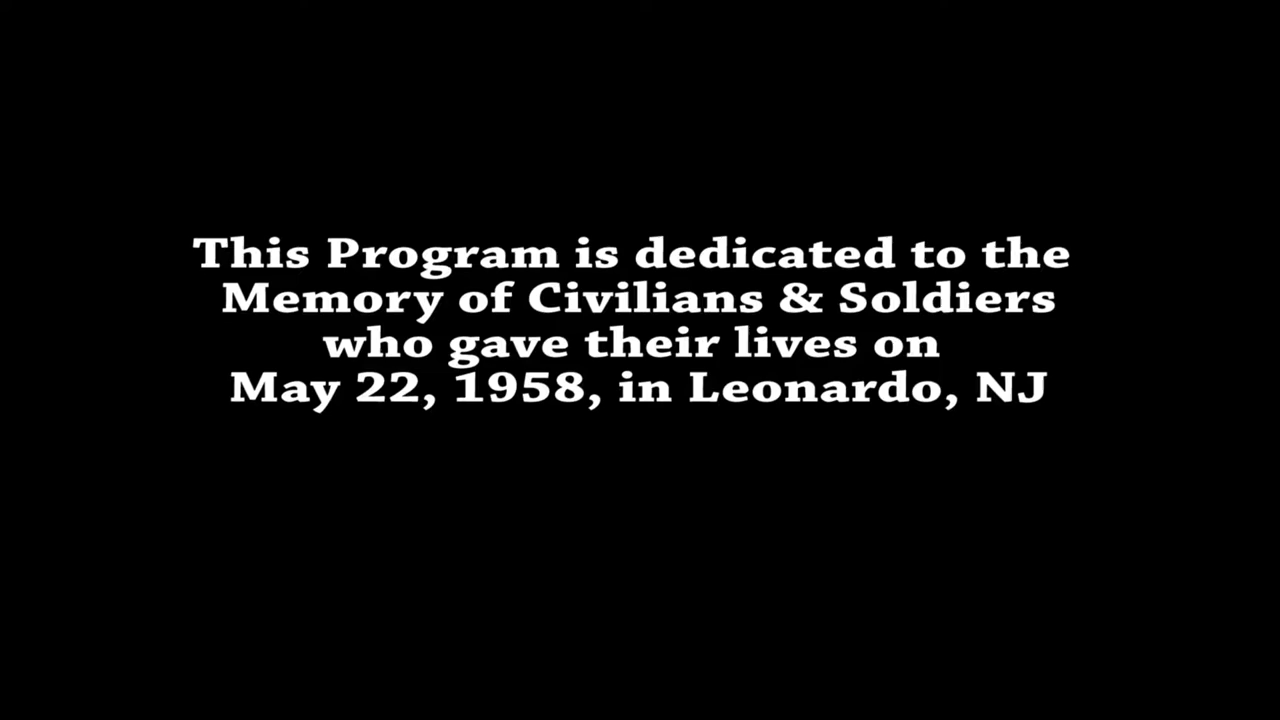 This Program is dedicated to the
Memory of Civilians & Soldiers
who gave their lives on
May 22, 1958, in Leonardo, NJ